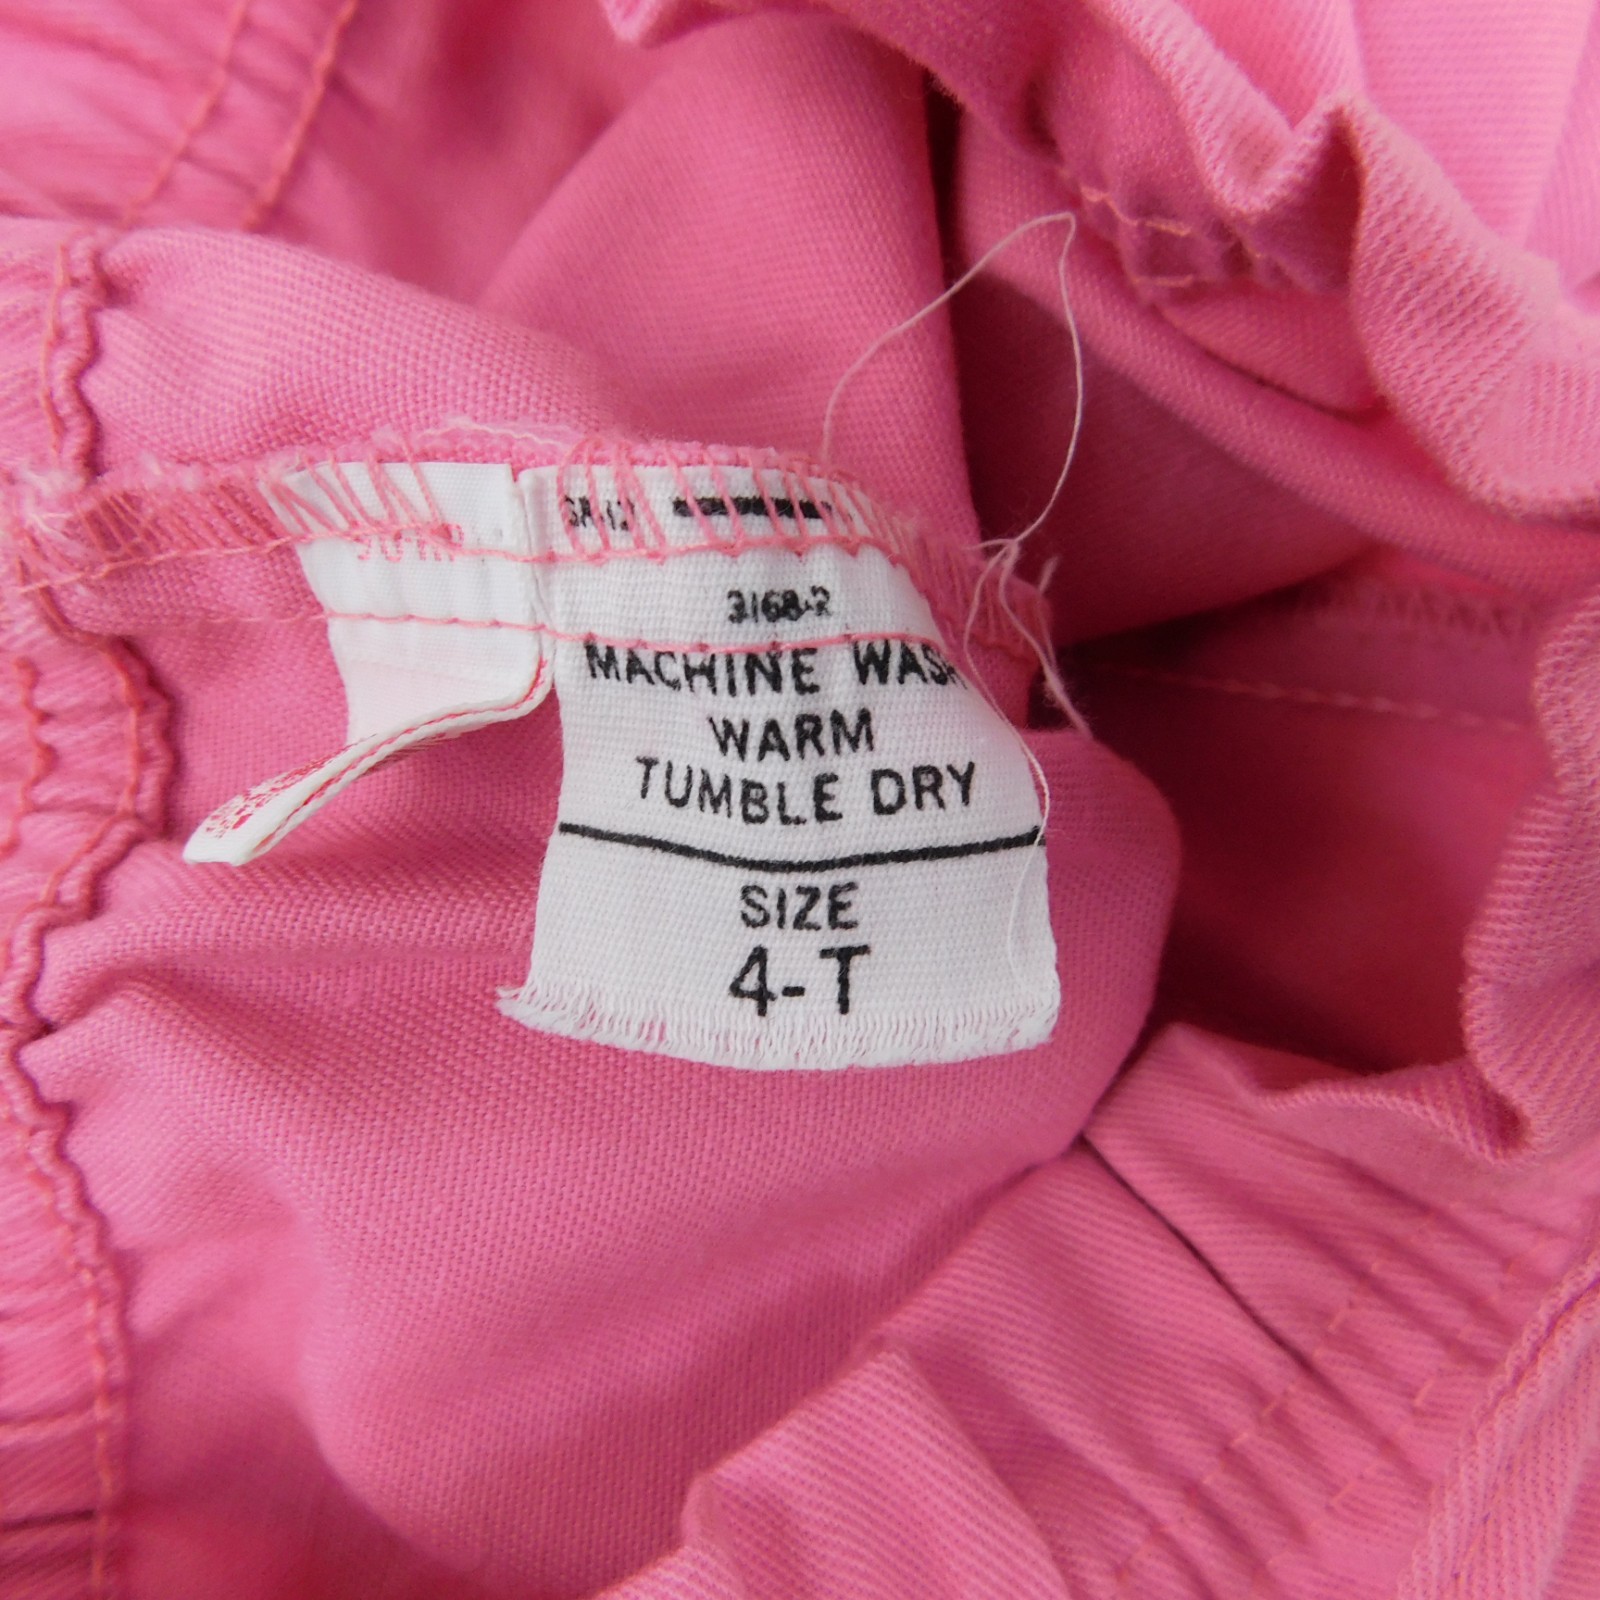 3168-2
MACHINE WASH
WARM
TUMBLE DRY
SIZE
4-T